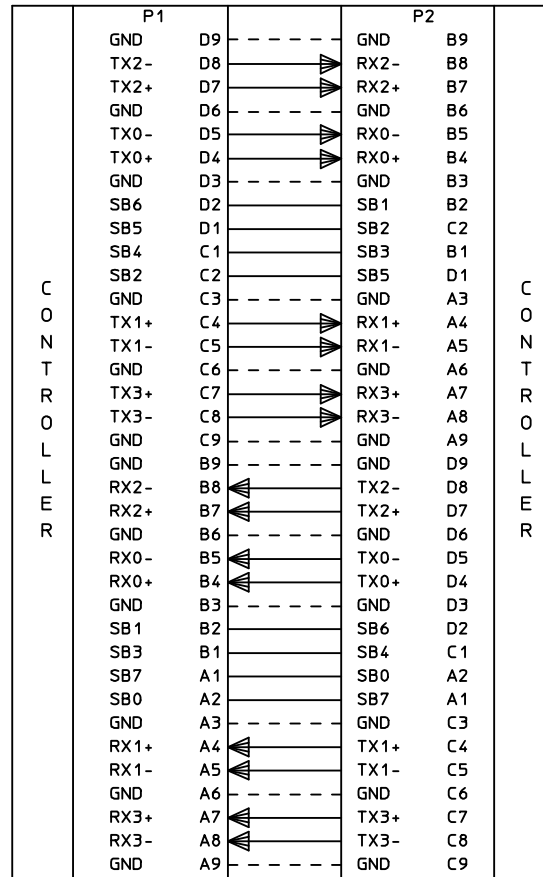 P1 P2
GND D9 GND B9
TX2- D8 RX2- B8
TX2+ D7 RX2+ B7
GND D6 GND B6
TX0- D5 RX0- B5
TX0+ D4 RX0+ B4
GND D3 GND B3
SB6 D2 SB1 B2
SB5 D1 SB2 C2
SB4 C1 SB3 B1
SB2 C2 SB5 D1
GND C3 GND A3
TX1+ C4 RX1+ A4
TX1- C5 RX1- A5
GND C6 GND A6
TX3+ C7 RX3+ A7
TX3- C8 RX3- A8
GND C9 GND A9
GND B9 GND D9
RX2- B8 TX2- D8
RX2+ B7 TX2+ D7
GND B6 GND D6
RX0- B5 TX0- D5
RX0+ B4 TX0+ D4
GND B3 GND D3
SB1 B2 SB6 D2
SB3 B1 SB4 C1
SB7 A1 SB0 A2
SB0 A2 SB7 A1
GND A3 GND C3
RX1+ A4 TX1+ C4
RX1- A5 TX1- C5
GND A6 GND C6
RX3+ A7 TX3+ C7
RX3- A8 TX3- C8
GND A9 GND C9
CONTROLLER
CONTROLLER